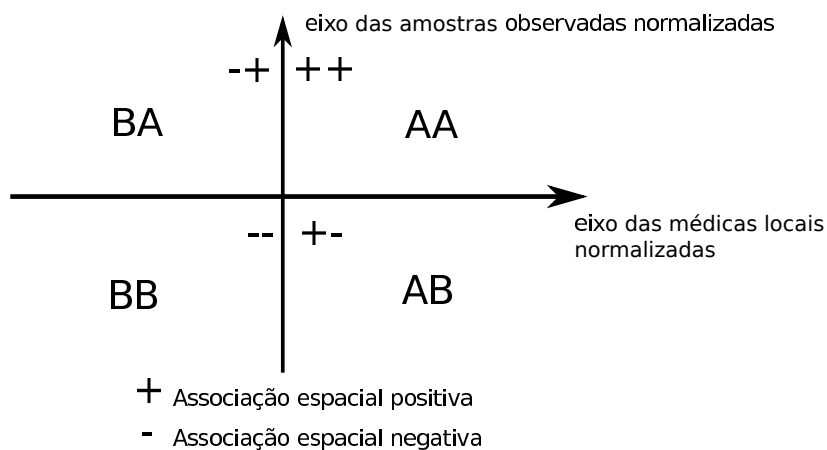 eixo das amostras observadas normalizadas
-+ ++
BA AA
-- +-
eixo das médicas locais
normalizadas
BB AB
+ Associação espacial positiva
- Associação espacial negativa